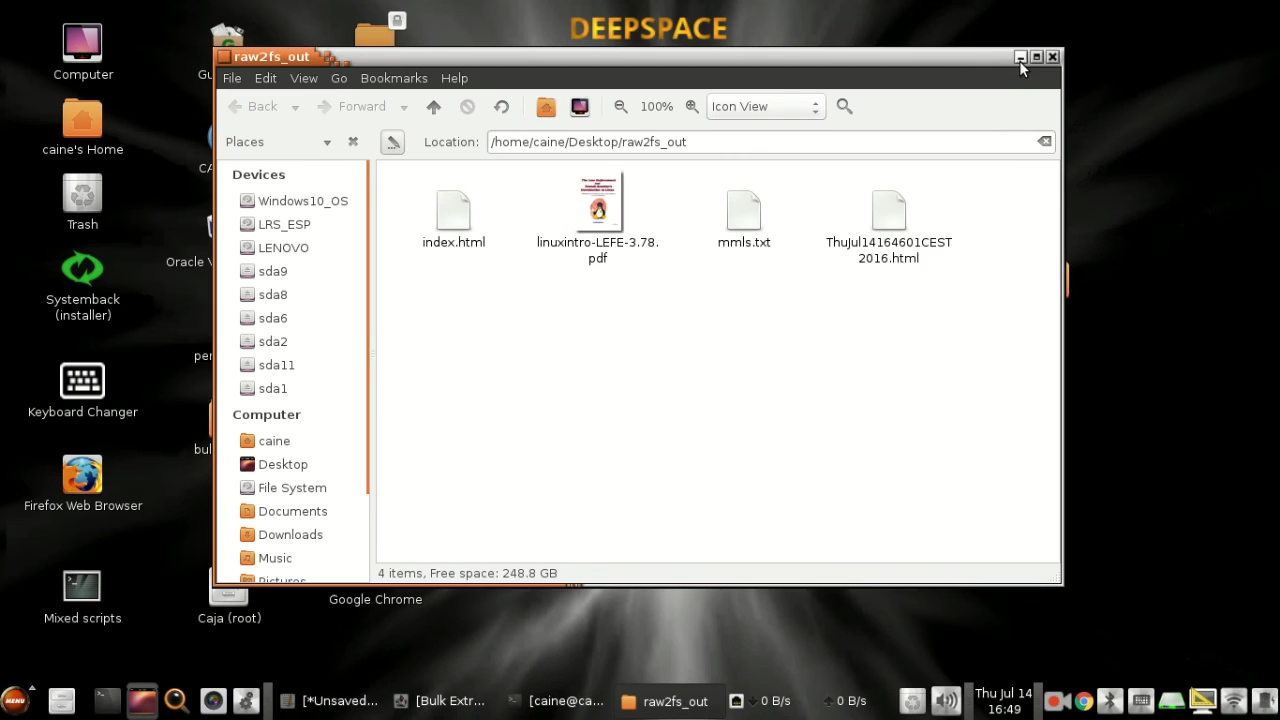 DEEPSPACE
Computer
caine's Home
Trash
Oracle V
Systemback
(installer)
per
Keyboard Changer
bul
Firefox Web Browser
Mixed scripts
Caja (root)
Google Chrome
raw2fs_out
File Edit View Go Bookmarks Help
Back Forward 100% Icon View
Places Location: /home/caine/Desktop/raw2fs_out
Devices
Windows10_OS
LRS_ESP
LENOVO
sda9
sda8
sda6
sda2
sda11
sda1
Computer
caine
Desktop
File System
Documents
Downloads
Music
Pictures
index.html
linuxintro-LEFE-3.78.
pdf
mmls.txt
ThuJul14164601CEST
2016.html
4 items, Free space: 248.8 GB
MENU [*Unsaved... [Bulk Extr... [caine@ca... raw2fs_out 0 B/s 0 B/s Thu Jul 14
16:49